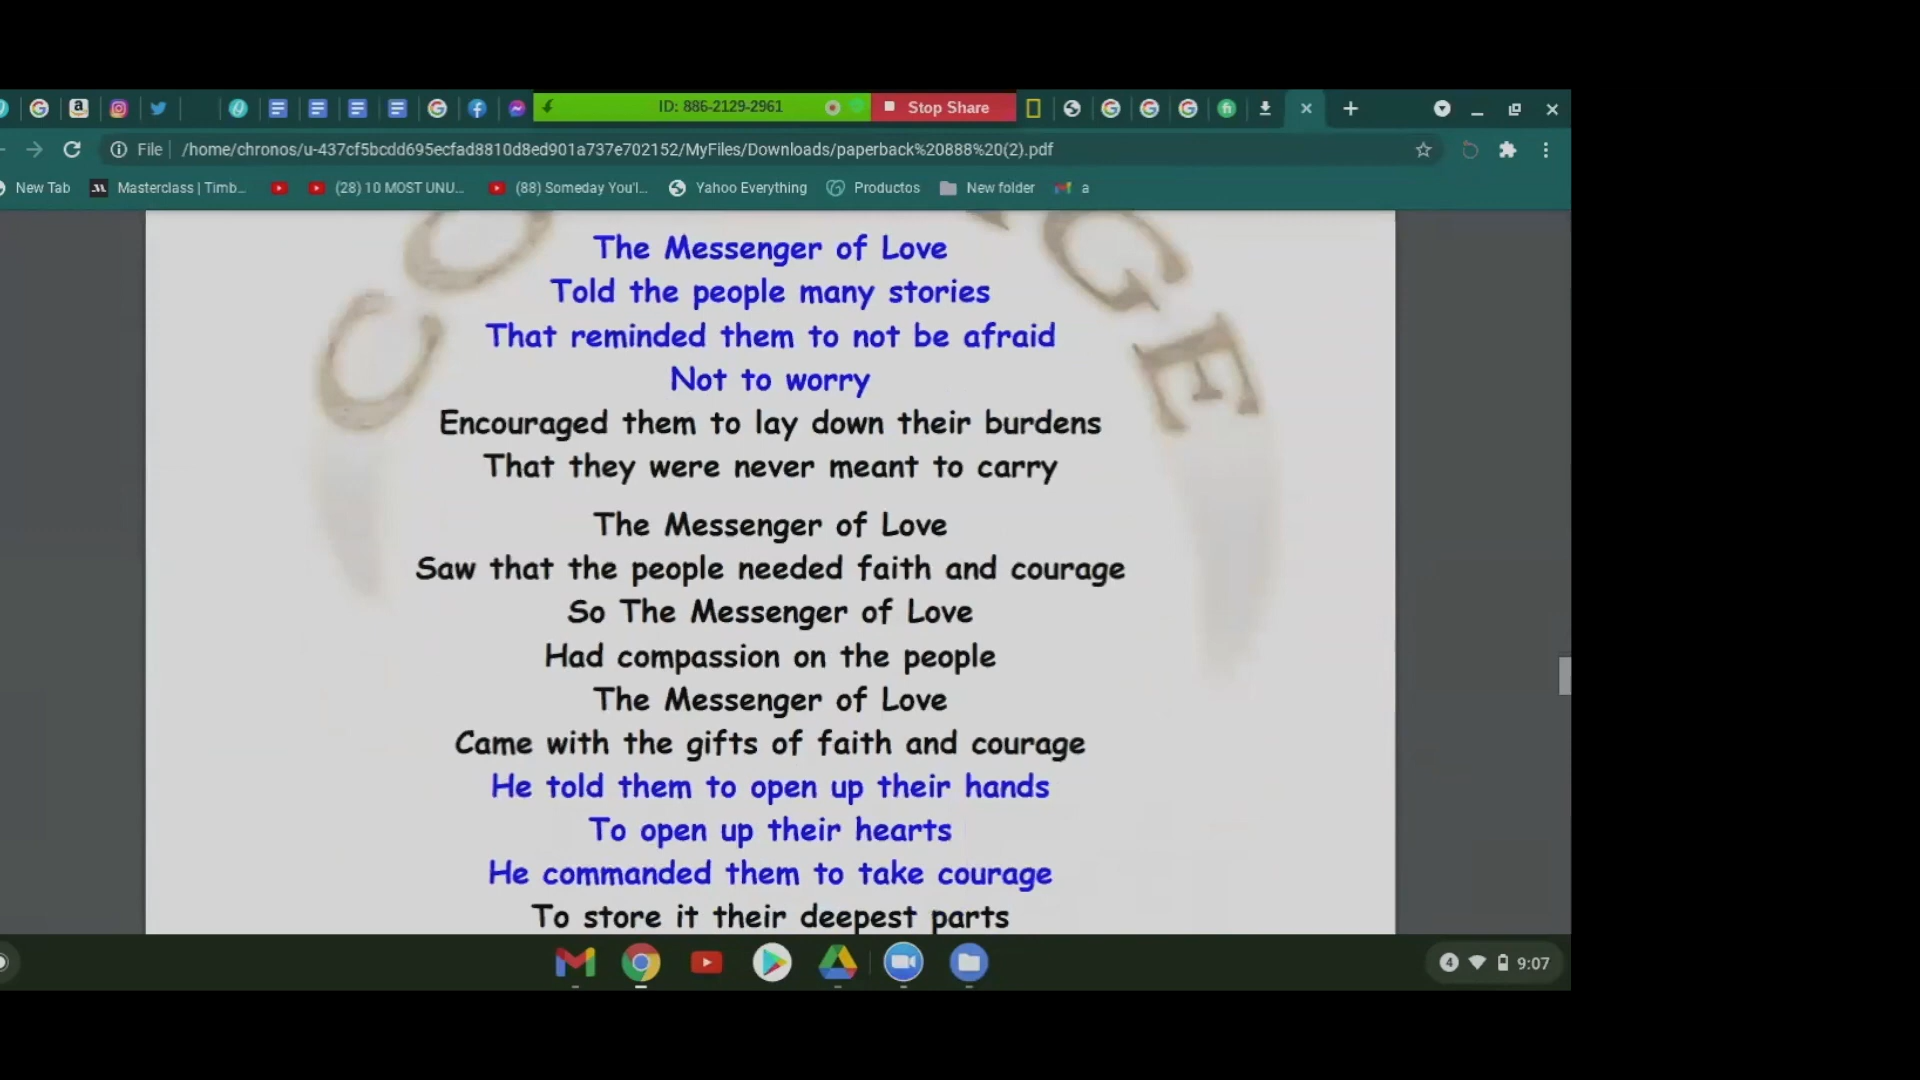 ID: 886-2129-2961
Stop Share
File
/home/chronos/u-437cf5bcdd695ecfad8810d8ed901a737e702152/MyFiles/Downloads/paperback%20888%20(2).pdf
New Tab
Masterclass | Timb...
(28) 10 MOST UNU...
(88) Someday You'l...
Yahoo Everything
Productos
New folder
a
The Messenger of Love
Told the people many stories
That reminded them to not be afraid
Not to worry
Encouraged them to lay down their burdens
That they were never meant to carry
The Messenger of Love
Saw that the people needed faith and courage
So The Messenger of Love
Had compassion on the people
The Messenger of Love
Came with the gifts of faith and courage
He told them to open up their hands
To open up their hearts
He commanded them to take courage
To store it their deepest parts
4
9:07